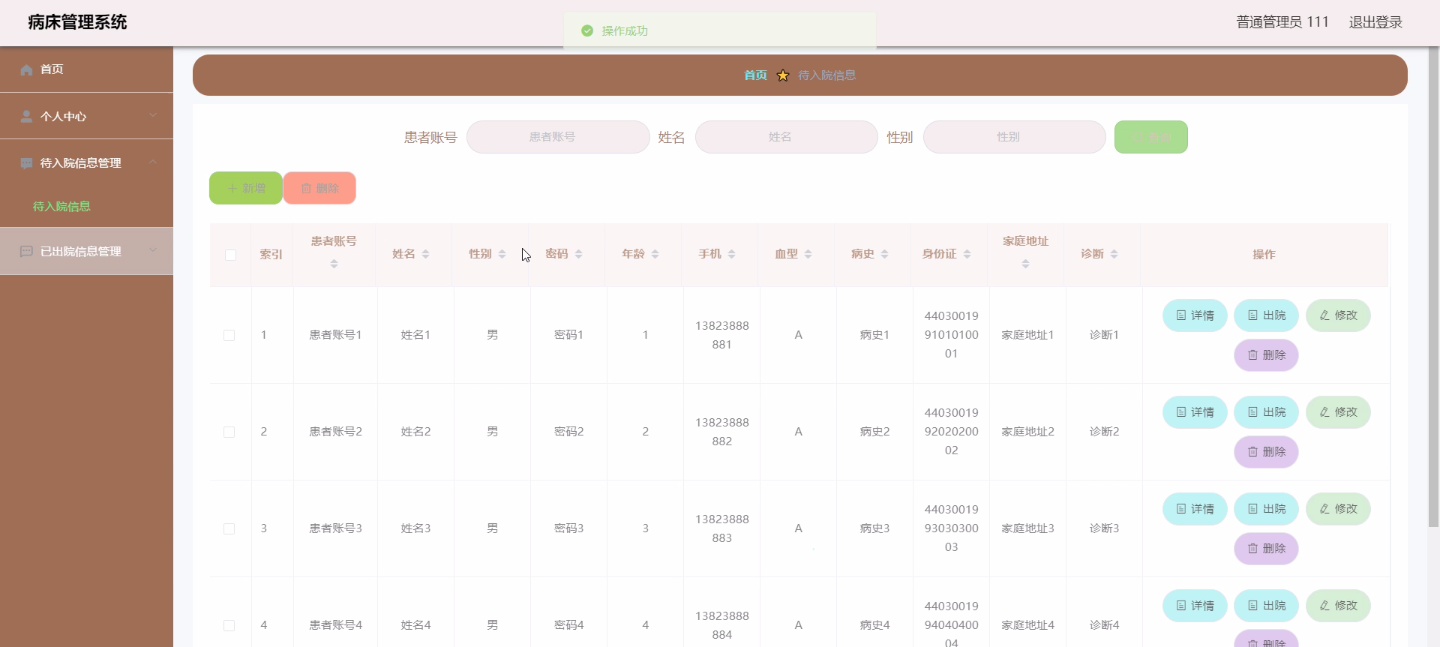 病床管理系统
操作成功
普通管理员 111 退出登录
首页
个人中心
待入院信息管理
待入院信息
已出院信息管理
首页 待入院信息
患者账号 患者账号 姓名 姓名 性别 性别
新增 删除
索引 患者账号 姓名 性别 密码 年龄 手机 血型 病史 身份证 家庭地址 诊断 操作
1 患者账号1 姓名1 男 密码1 1 13823888881 A 病史1 440300199101010001 家庭地址1 诊断1 详情 出院 修改 删除
2 患者账号2 姓名2 男 密码2 2 13823888882 A 病史2 440300199202020002 家庭地址2 诊断2 详情 出院 修改 删除
3 患者账号3 姓名3 男 密码3 3 13823888883 A 病史3 440300199303030003 家庭地址3 诊断3 详情 出院 修改 删除
4 患者账号4 姓名4 男 密码4 4 13823888884 A 病史4 440300199404040004 家庭地址4 诊断4 详情 出院 修改 删除